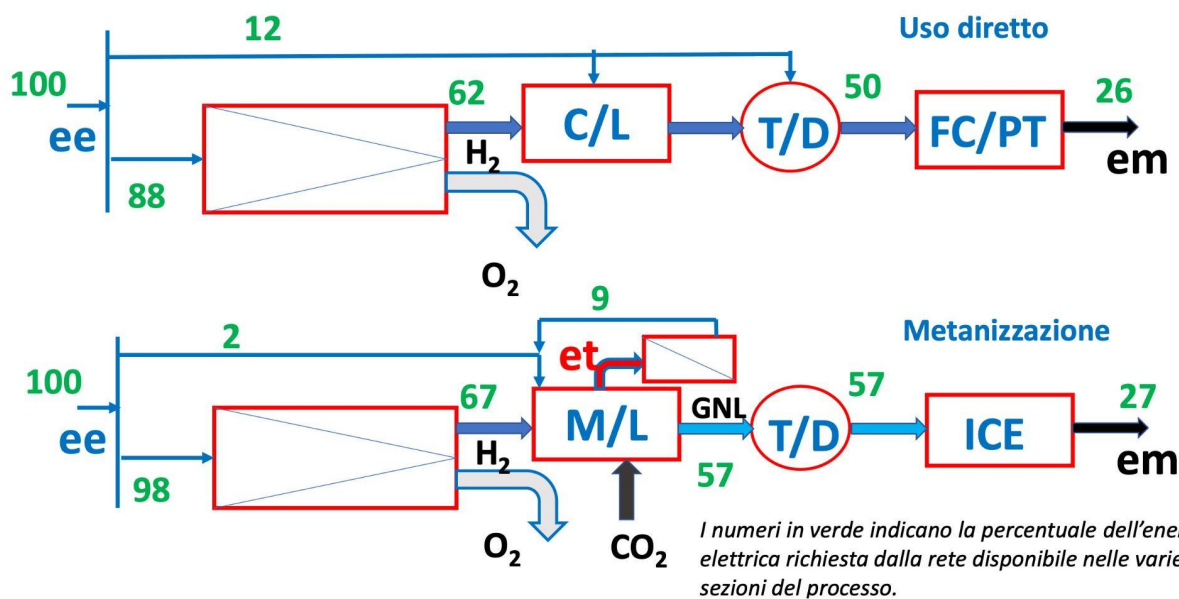 12
Uso diretto
100
62
50
26
ee
C/L
T/D
FC/PT
H₂
em
88
O₂
9
2
Metanizzazione
et
100
67
57
27
GNL
ee
M/L
T/D
ICE
H₂
em
98
57
O₂
CO₂
I numeri in verde indicano la percentuale dell'ener
elettrica richiesta dalla rete disponibile nelle varie
sezioni del processo.